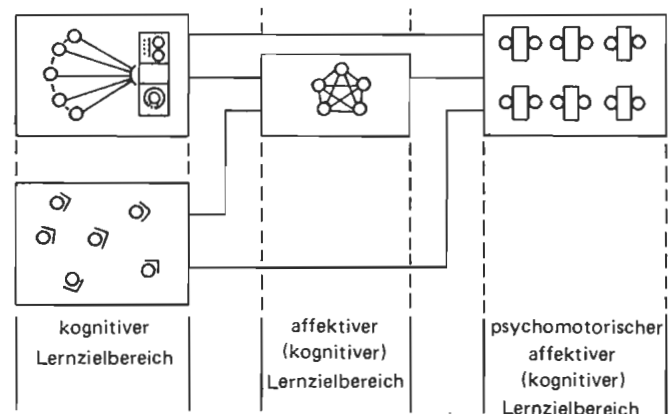 kognitiver
Lernzielbereich
affektiver
(kognitiver)
Lernzielbereich
psychomotorischer
affektiver
(kognitiver)
Lernzielbereich